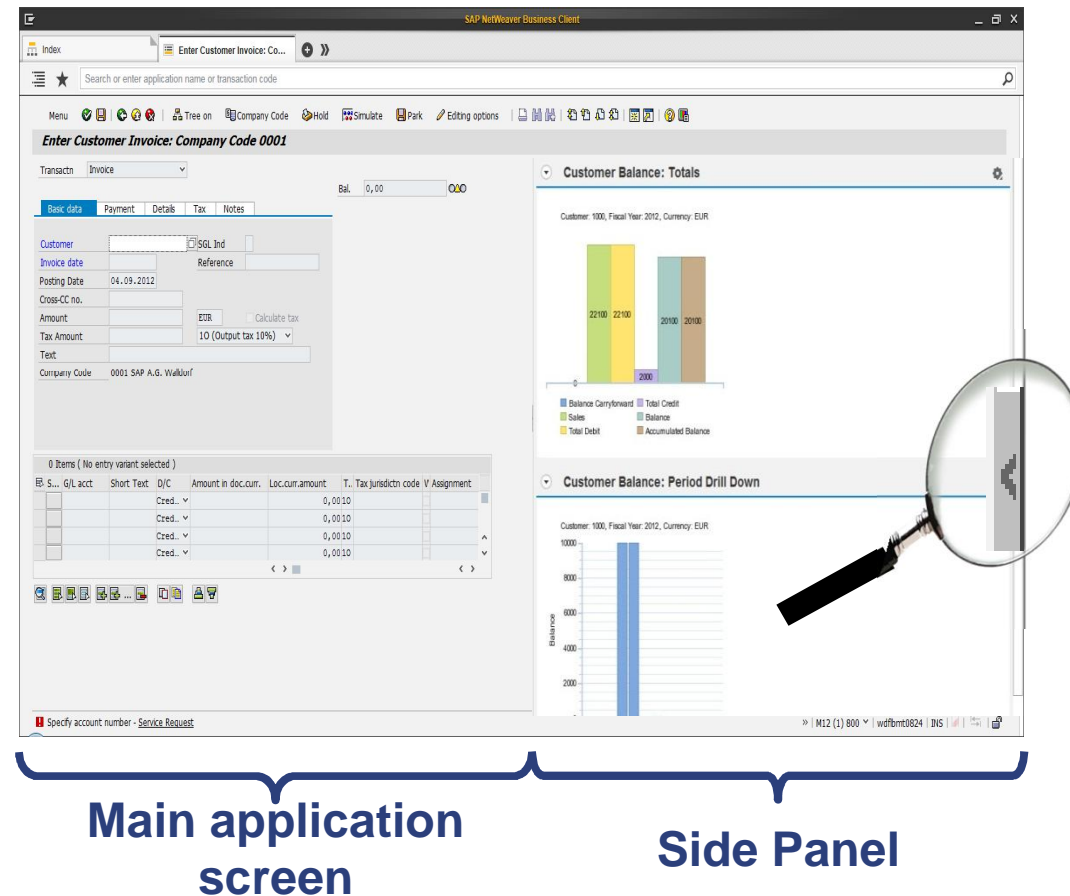 SAP NetWeaver Business Client
Index
Enter Customer Invoice: Co...
Search or enter application name or transaction code
Menu Tree on Company Code Hold Simulate Park Editing options
Enter Customer Invoice: Company Code 0001
Transactn Invoice
Bal. 0,00
Basic data Payment Details Tax Notes
Customer SGL Ind
Invoice date Reference
Posting Date 04.09.2012
Cross-CC no.
Amount EUR Calculate tax
Tax Amount 1O (Output tax 10%)
Text
Company Code 0001 SAP A.G. Walldorf
0 Items ( No entry variant selected )
S... G/L acct Short Text D/C Amount in doc.curr. Loc.curr.amount T.. Tax jurisdictn code V Assignment
Cred.. 0,00 1O
Cred.. 0,00 1O
Cred.. 0,00 1O
Cred.. 0,00 1O
...
Specify account number - Service Request
Customer Balance: Totals
Customer: 1000, Fiscal Year: 2012, Currency: EUR
22100 22100 20100 20100
2000
0
Balance Carryforward Total Credit
Sales Balance
Total Debit Accumulated Balance
Customer Balance: Period Drill Down
Customer: 1000, Fiscal Year: 2012, Currency: EUR
10000
8000
6000
Balance
4000
2000
» | M12 (1) 800 | wdflbmt0824 | INS
Main application
screen
Side Panel